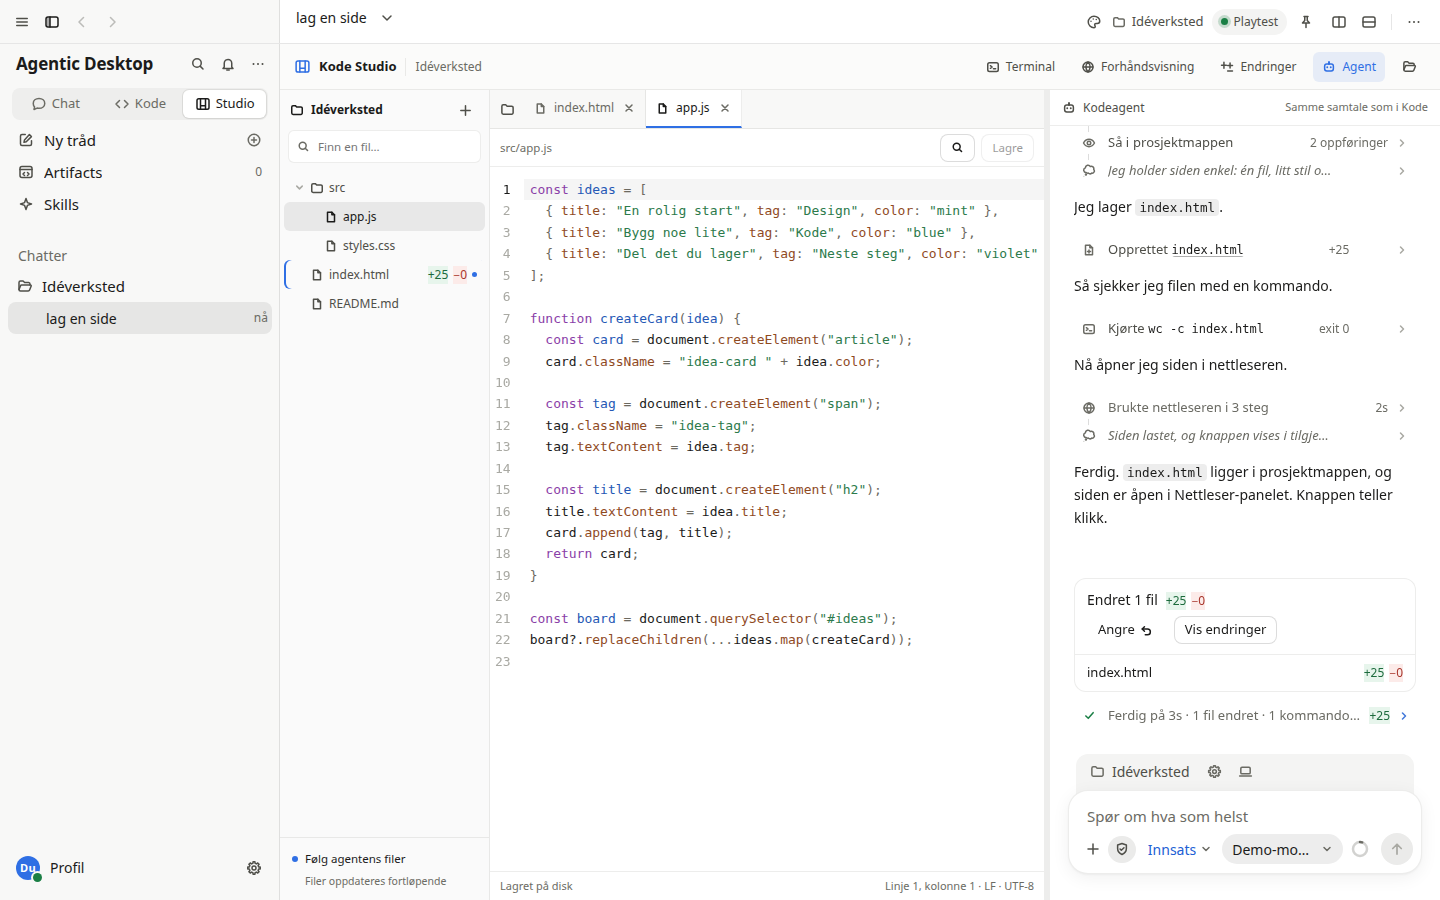 lag en side
Idéverksted
Playtest
Agentic Desktop
Kode Studio
Idéverksted
Terminal
Forhåndsvisning
Endringer
Agent
Chat
Kode
Studio
Ny tråd
Artifacts
0
Skills
Chatter
Idéverksted
lag en side
nå
Du
Profil
Idéverksted
Finn en fil...
src
app.js
styles.css
index.html
+25 −0
README.md
Følg agentens filer
Filer oppdateres fortløpende
index.html
app.js
src/app.js
Lagre
1 const ideas = [
2   { title: "En rolig start", tag: "Design", color: "mint" },
3   { title: "Bygg noe lite", tag: "Kode", color: "blue" },
4   { title: "Del det du lager", tag: "Neste steg", color: "violet"
5 ];
6
7 function createCard(idea) {
8   const card = document.createElement("article");
9   card.className = "idea-card " + idea.color;
10
11   const tag = document.createElement("span");
12   tag.className = "idea-tag";
13   tag.textContent = idea.tag;
14
15   const title = document.createElement("h2");
16   title.textContent = idea.title;
17   card.append(tag, title);
18   return card;
19 }
20
21 const board = document.querySelector("#ideas");
22 board?.replaceChildren(...ideas.map(createCard));
23
Lagret på disk
Linje 1, kolonne 1 · LF · UTF-8
Kodeagent
Samme samtale som i Kode
Så i prosjektmappen
2 oppføringer
Jeg holder siden enkel: én fil, litt stil o...
Jeg lager index.html.
Opprettet index.html
+25
Så sjekker jeg filen med en kommando.
Kjørte wc -c index.html
exit 0
Nå åpner jeg siden i nettleseren.
Brukte nettleseren i 3 steg
2s
Siden lastet, og knappen vises i tilgje...
Ferdig. index.html ligger i prosjektmappen, og
siden er åpen i Nettleser-panelet. Knappen teller
klikk.
Endret 1 fil +25 −0
Angre
Vis endringer
index.html
+25 −0
Ferdig på 3s · 1 fil endret · 1 kommando...
+25
Idéverksted
Spør om hva som helst
Innsats
Demo-mo...